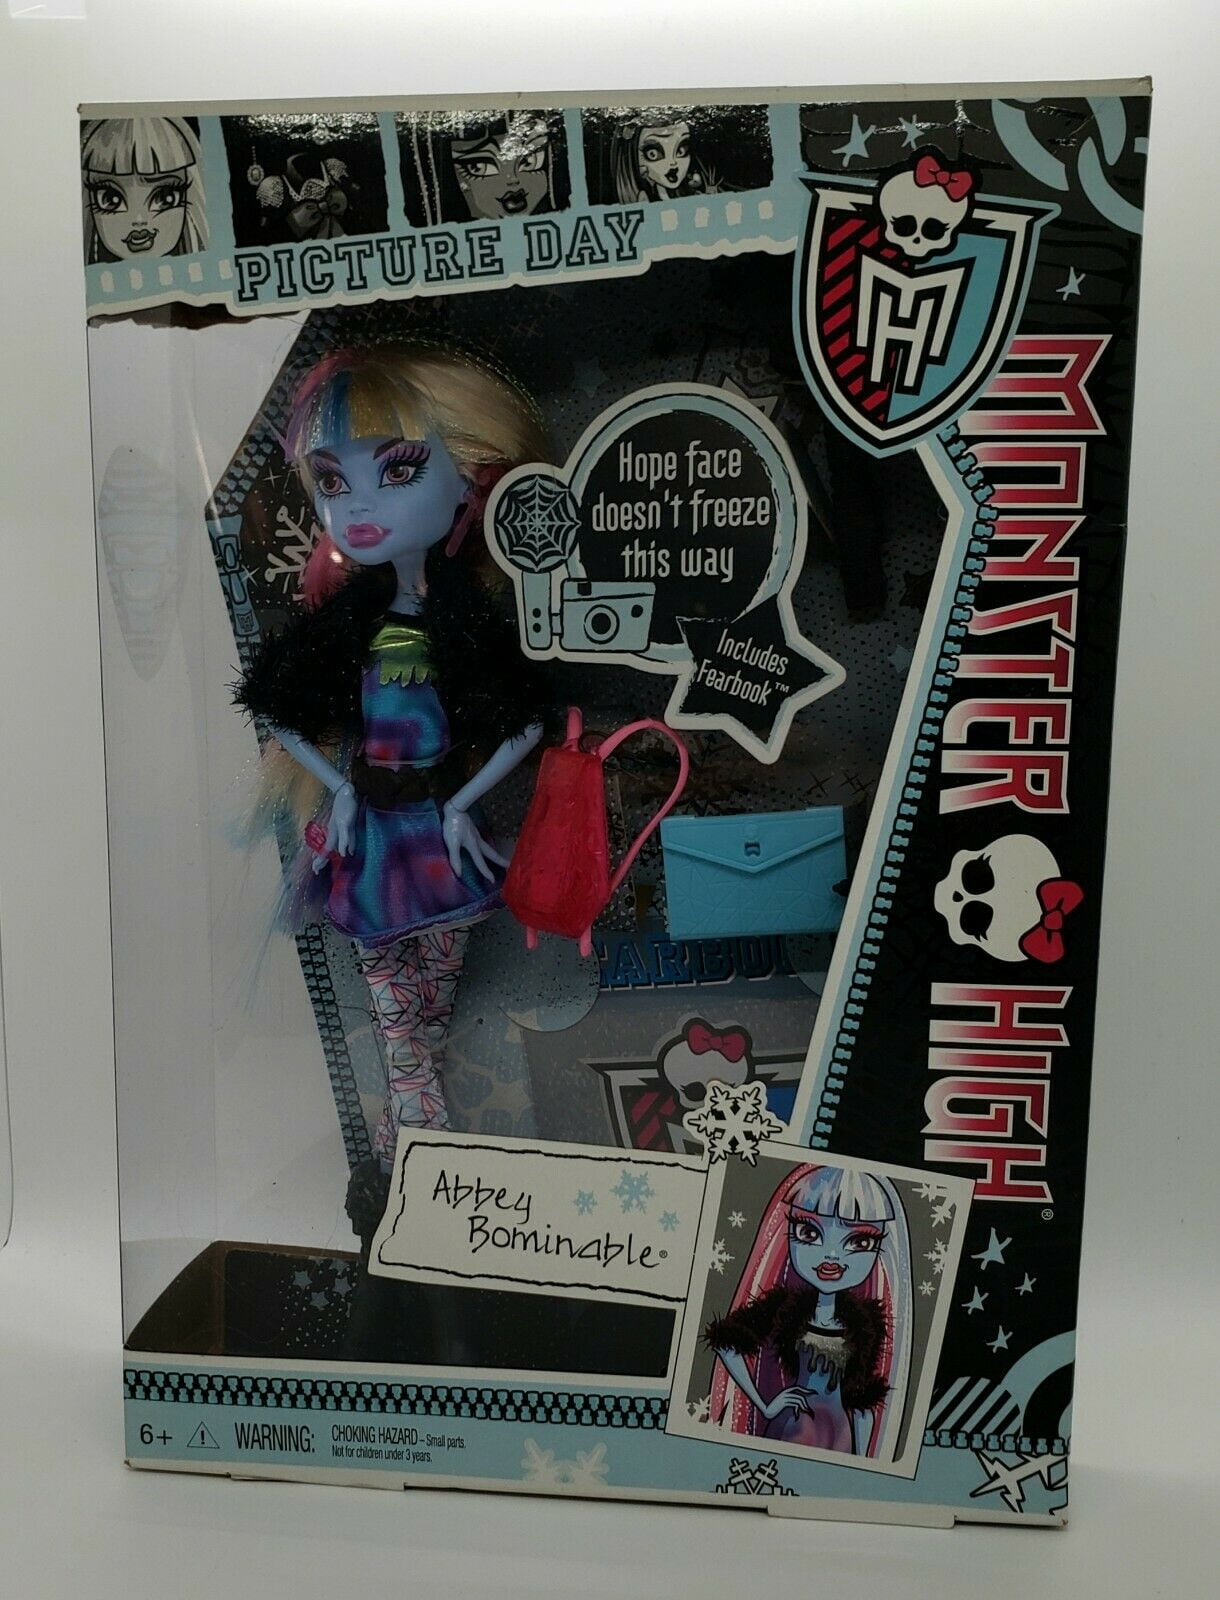 PICTURE DAY
MH
MONSTER HIGH®
Hope face
doesn't freeze
this way
Includes
Fearbook™
Abbey
Bominable®
6+ WARNING: CHOKING HAZARD – Small parts.
Not for children under 3 years.